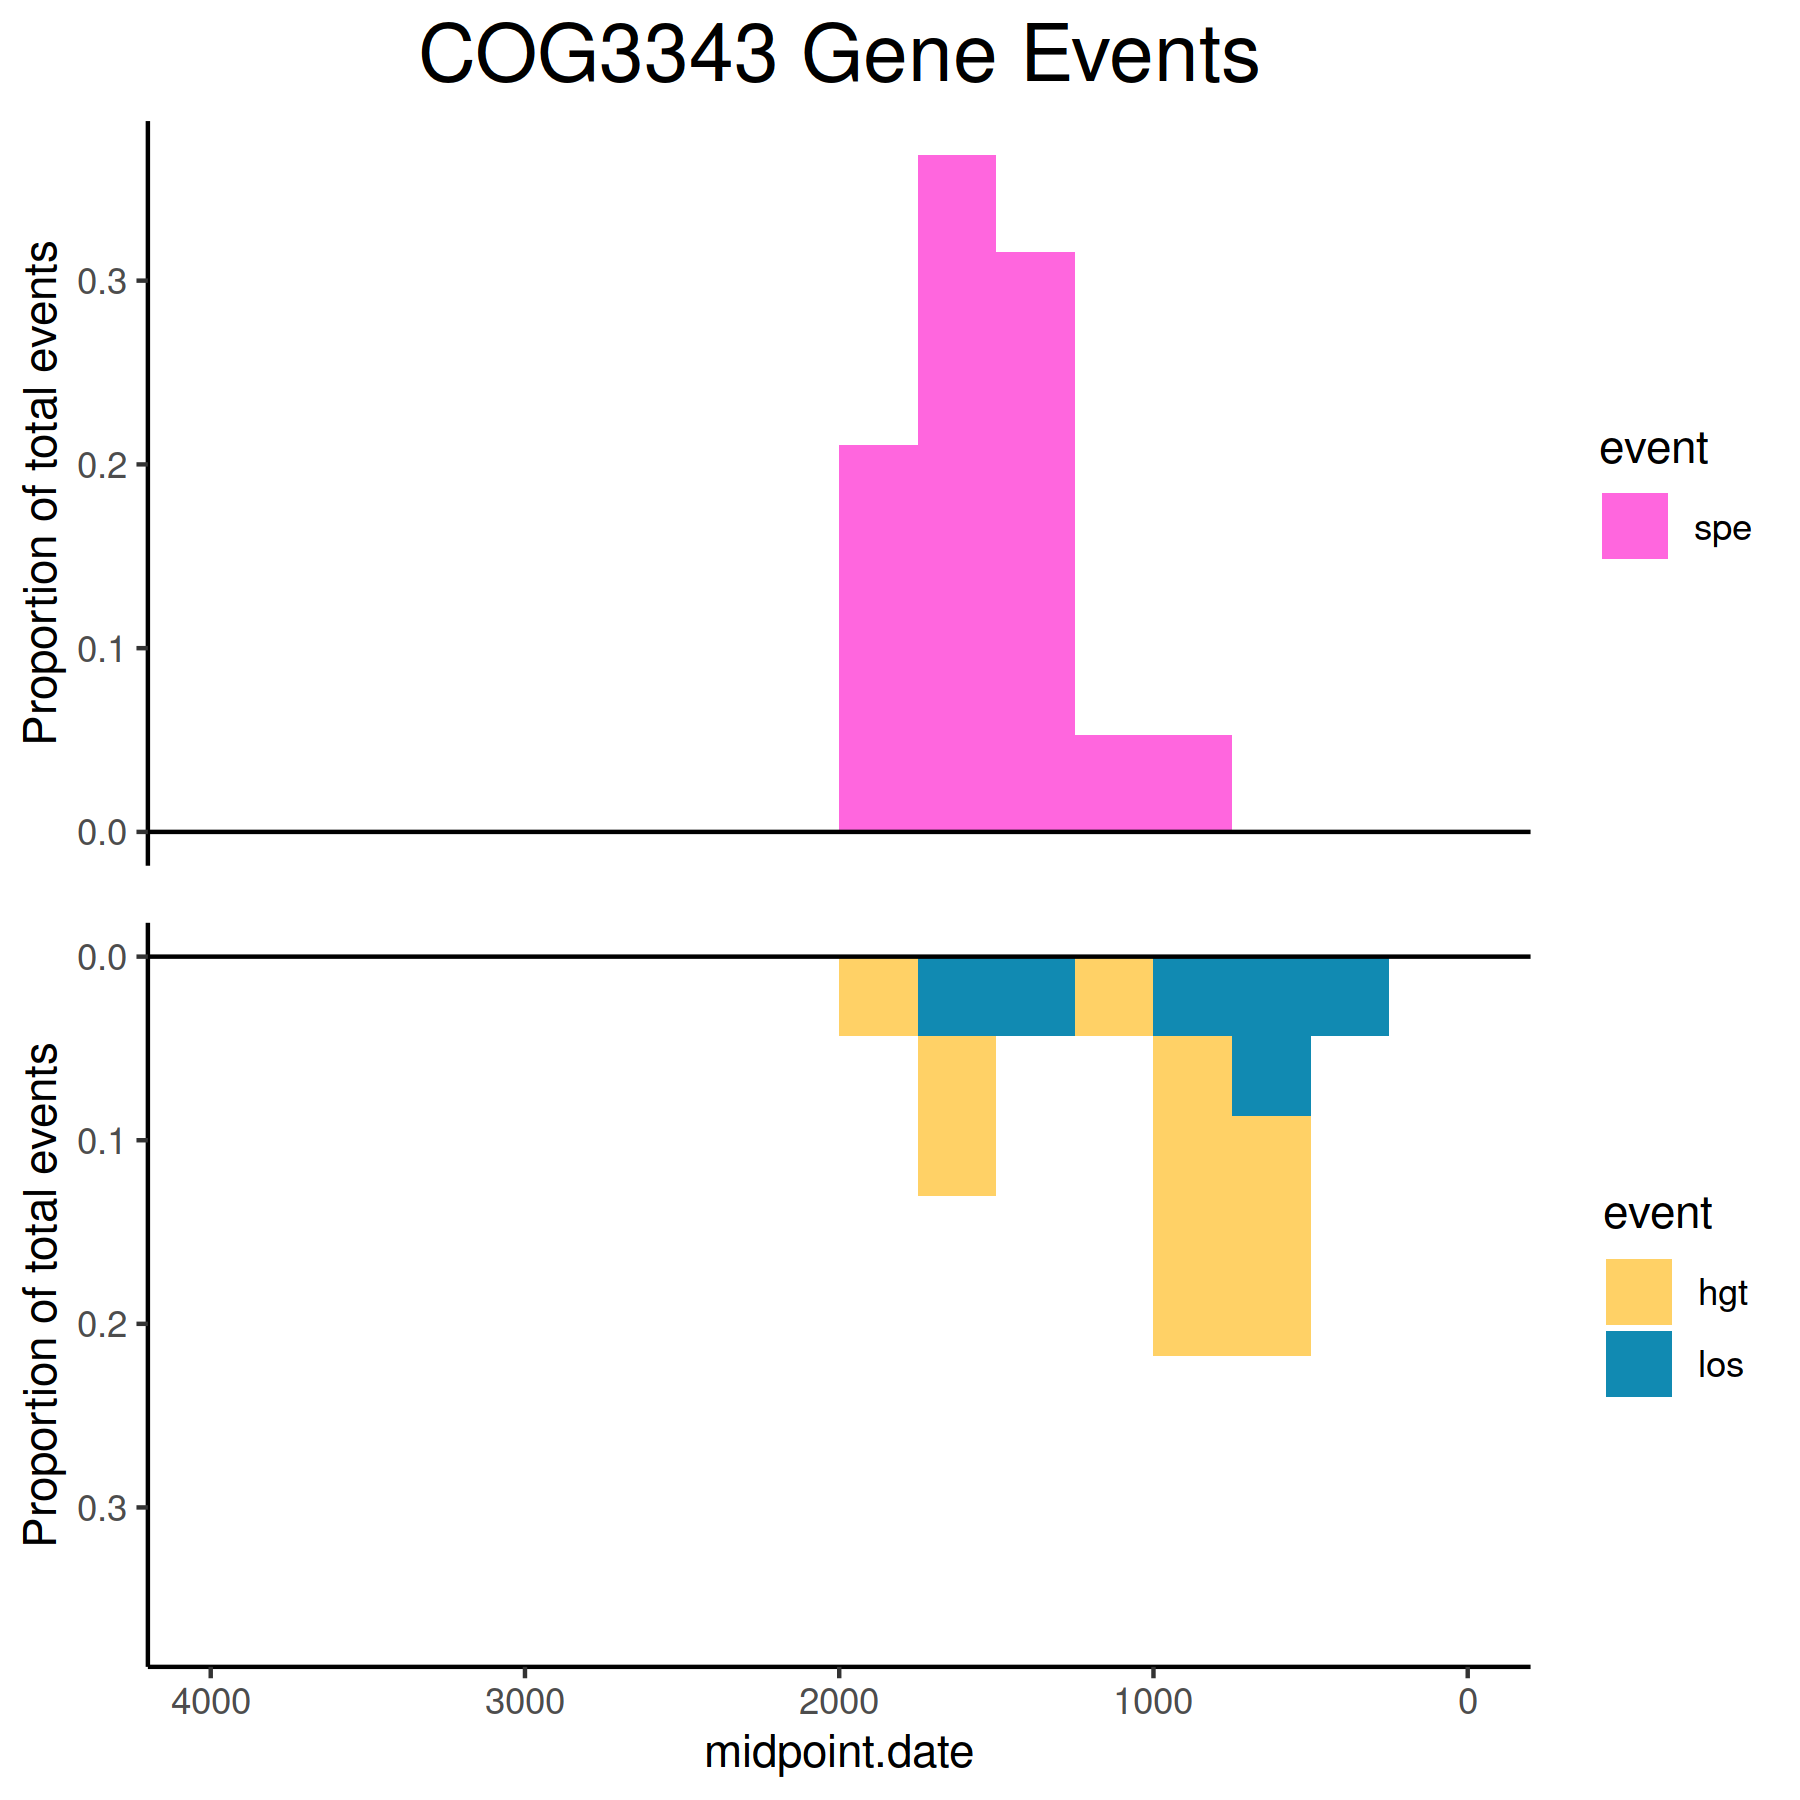 COG3343 Gene Events
Proportion of total events
0.3
0.2
0.1
0.0
event
spe
Proportion of total events
0.0
0.1
0.2
0.3
event
hgt
los
4000 3000 2000 1000 0
midpoint.date